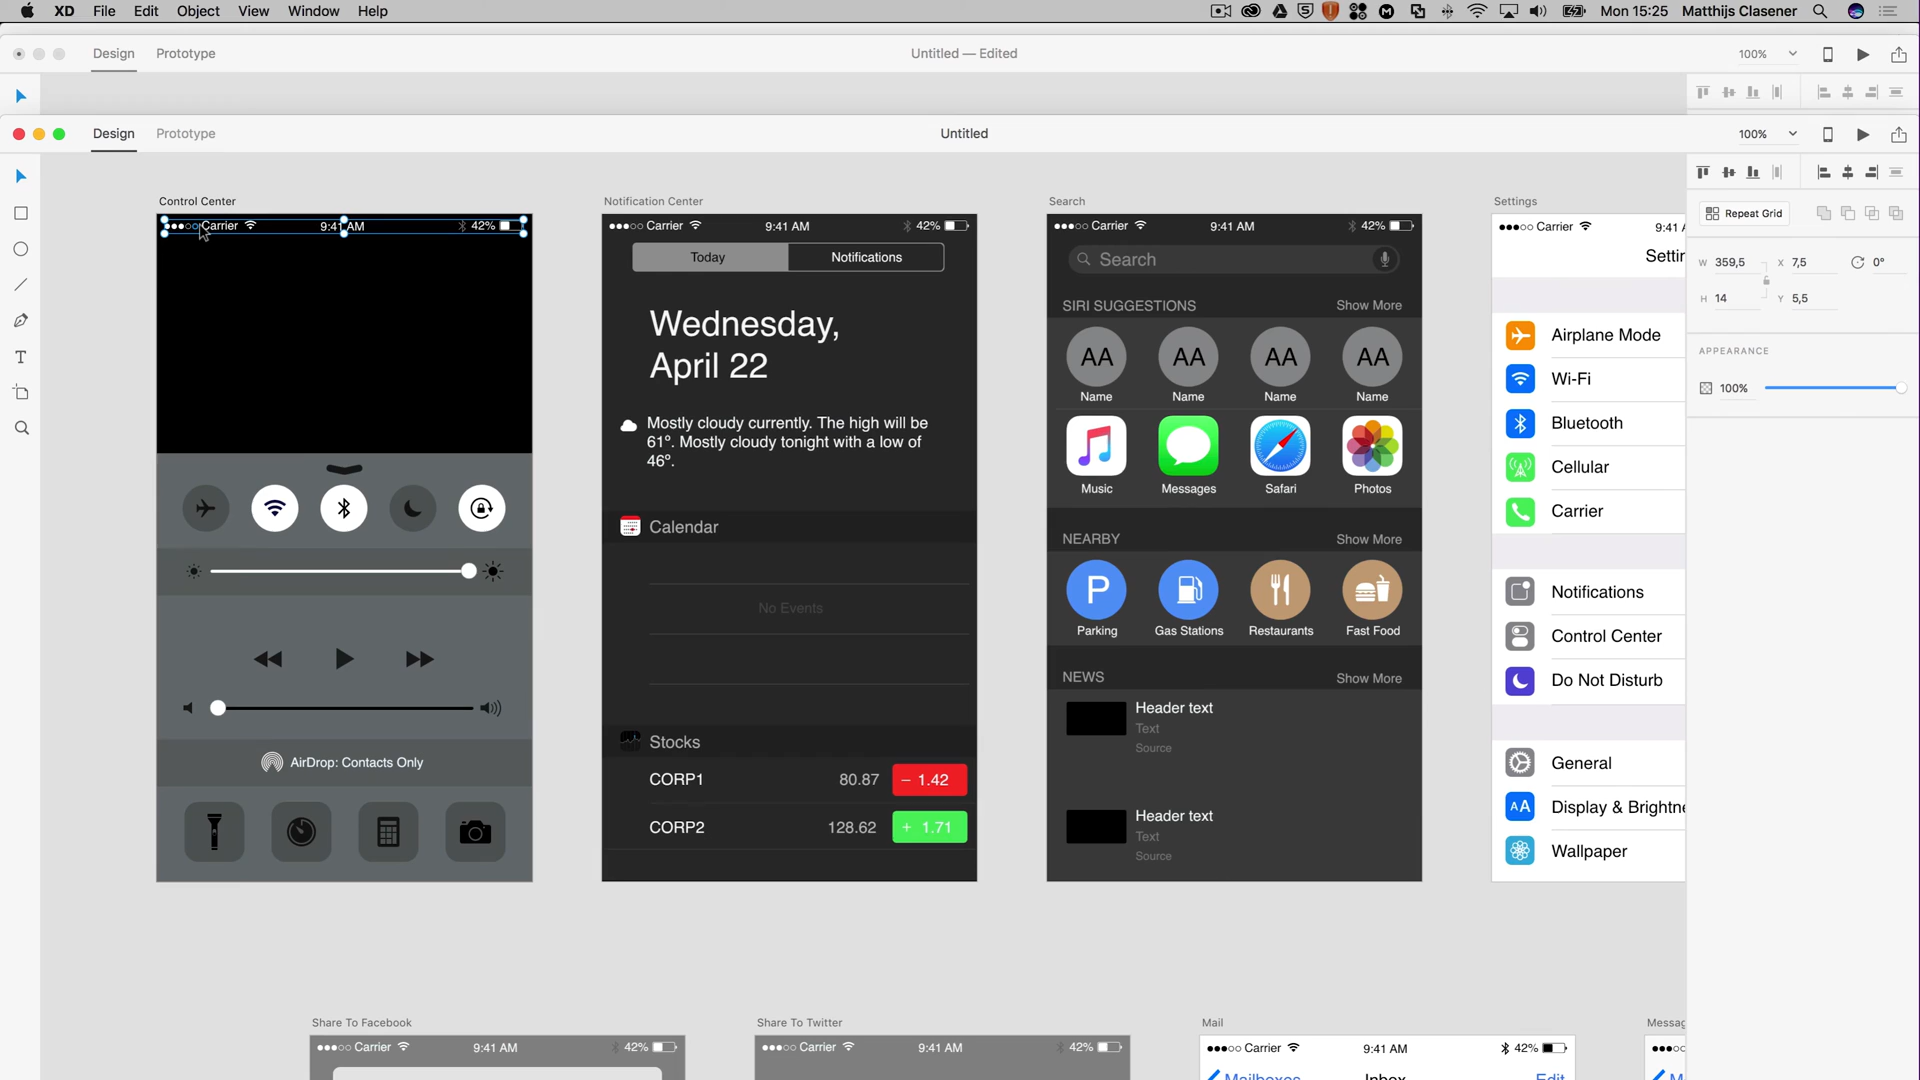 XD File Edit Object View Window Help
Mon 15:25 Matthijs Clasener
Design Prototype
Untitled — Edited
100%
Design Prototype
Untitled
100%
Control Center
Notification Center
Search
Settings
Carrier 9:41 AM 42%
Carrier 9:41 AM 42%
Today Notifications
Wednesday,
April 22
Mostly cloudy currently. The high will be
61º. Mostly cloudy tonight with a low of
46º.
Calendar
No Events
Stocks
CORP1 80.87 – 1.42
CORP2 128.62 + 1.71
AirDrop: Contacts Only
Carrier 9:41 AM 42%
Search
SIRI SUGGESTIONS Show More
AA AA AA AA
Name Name Name Name
Music Messages Safari Photos
NEARBY Show More
P
Parking Gas Stations Restaurants Fast Food
NEWS Show More
Header text
Text
Source
Header text
Text
Source
Carrier 9:41 A
Settin
Airplane Mode
Wi-Fi
Bluetooth
Cellular
Carrier
Notifications
Control Center
Do Not Disturb
General
AA Display & Brightne
Wallpaper
Repeat Grid
W 359,5 X 7,5 0°
H 14 Y 5,5
APPEARANCE
100%
Share To Facebook
Share To Twitter
Mail
Messag
Carrier 9:41 AM 42%
Carrier 9:41 AM 42%
Carrier 9:41 AM 42%
Mailboxes Inbox Edit
M